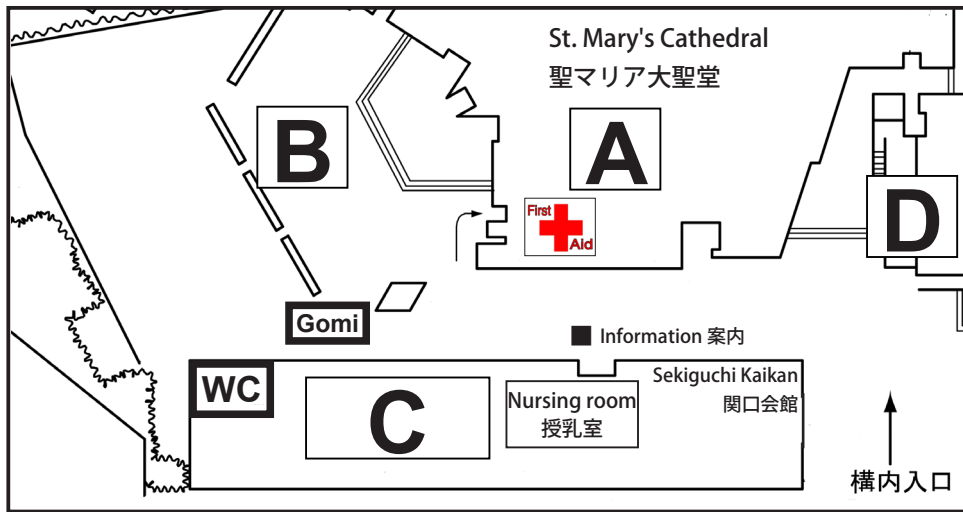 St. Mary's Cathedral
聖マリア大聖堂
B
A
First
Aid
D
Gomi
Information 案内
WC
C
Nursing room
授乳室
Sekiguchi Kaikan
関口会館
構内入口